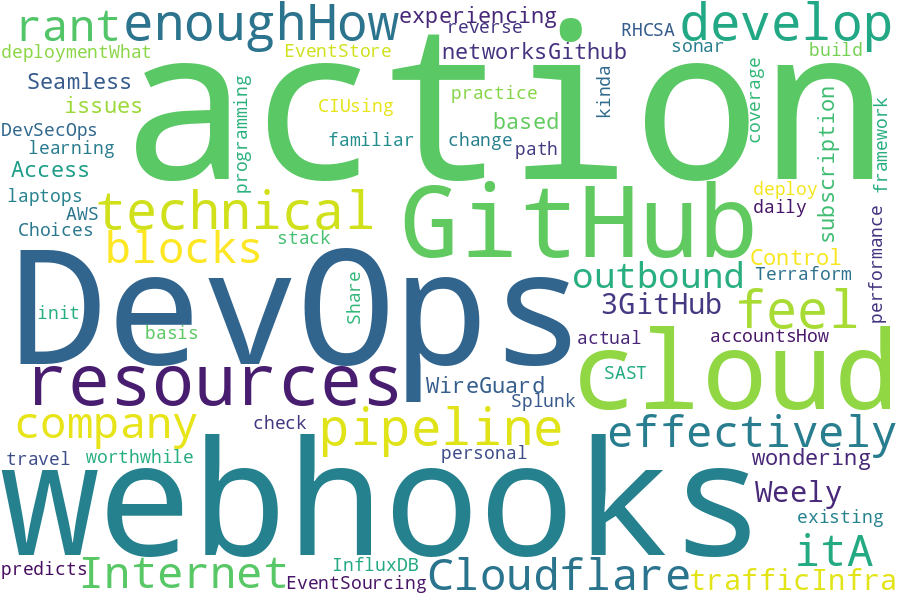 rant
enoughHow
experiencing
reverse
RHCSA
develop
deploymentWhat
EventStore
networksGithub
sonar
build
Seamless
action
kinda
issues
CIUsing
practice
coverage
programming
based
subscription
framework
DevSecOps
familiar
change
path
learning
Access
laptops
technical
GitHub
deploy
AWS
daily
Choices
blocks
stack
Control
performance
DevOps
outbound
Terraform
Share
3GitHub
feel
init
basis
actual
accountsHow
cloud
resources
WireGuard
SAST
Splunk
company
check
pipeline
effectively
travel
worthwhile
personal
wondering
webhooks
Weely
existing
itA
predicts
Internet
InfluxDB
EventSourcing
Cloudflare
trafficInfra